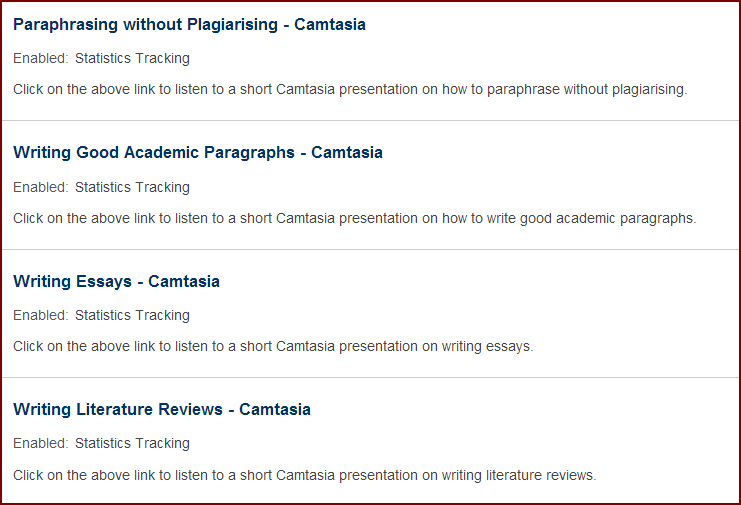 Paraphrasing without Plagiarising - Camtasia
Enabled: Statistics Tracking
Click on the above link to listen to a short Camtasia presentation on how to paraphrase without plagiarising.
Writing Good Academic Paragraphs - Camtasia
Enabled: Statistics Tracking
Click on the above link to listen to a short Camtasia presentation on how to write good academic paragraphs.
Writing Essays - Camtasia
Enabled: Statistics Tracking
Click on the above link to listen to a short Camtasia presentation on writing essays.
Writing Literature Reviews - Camtasia
Enabled: Statistics Tracking
Click on the above link to listen to a short Camtasia presentation on writing literature reviews.